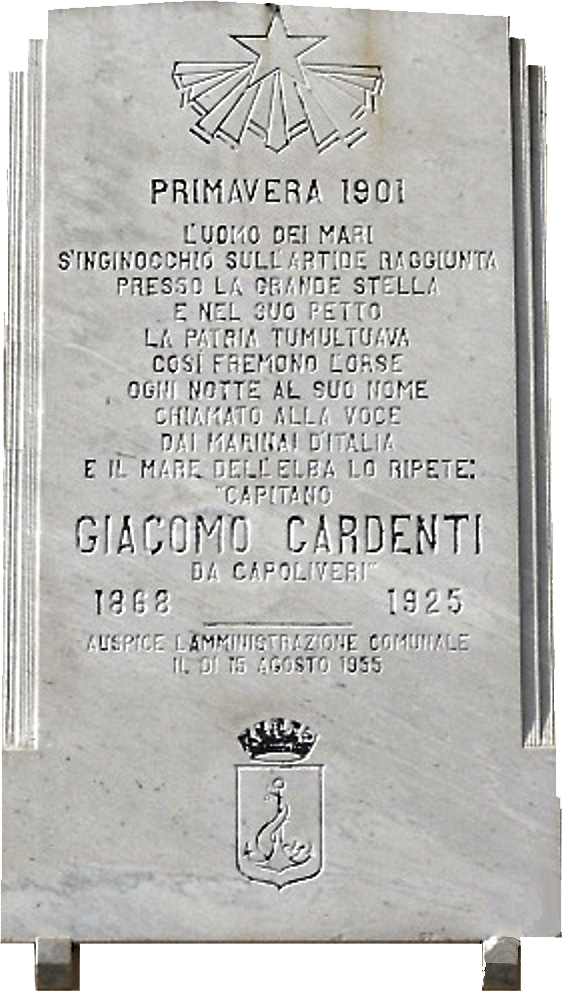 PRIMAVERA 1901
L'UOMO DEI MARI
S'INGINOCCHIÒ SULL'ARTIDE RAGGIUNTA
PRESSO LA GRANDE STELLA
E NEL SUO PETTO
LA PATRIA TUMULTUAVA
COSÌ FREMONO L'ORSE
OGNI NOTTE AL SUO NOME
CHIAMATO ALLA VOCE
DAI MARINAI D'ITALIA
E IL MARE DELL'ELBA LO RIPETE:
"CAPITANO
GIACOMO CARDENTI
DA CAPOLIVERI"
1868 1925
AUSPICE L'AMMINISTRAZIONE COMUNALE
IL DI 15 AGOSTO 1955